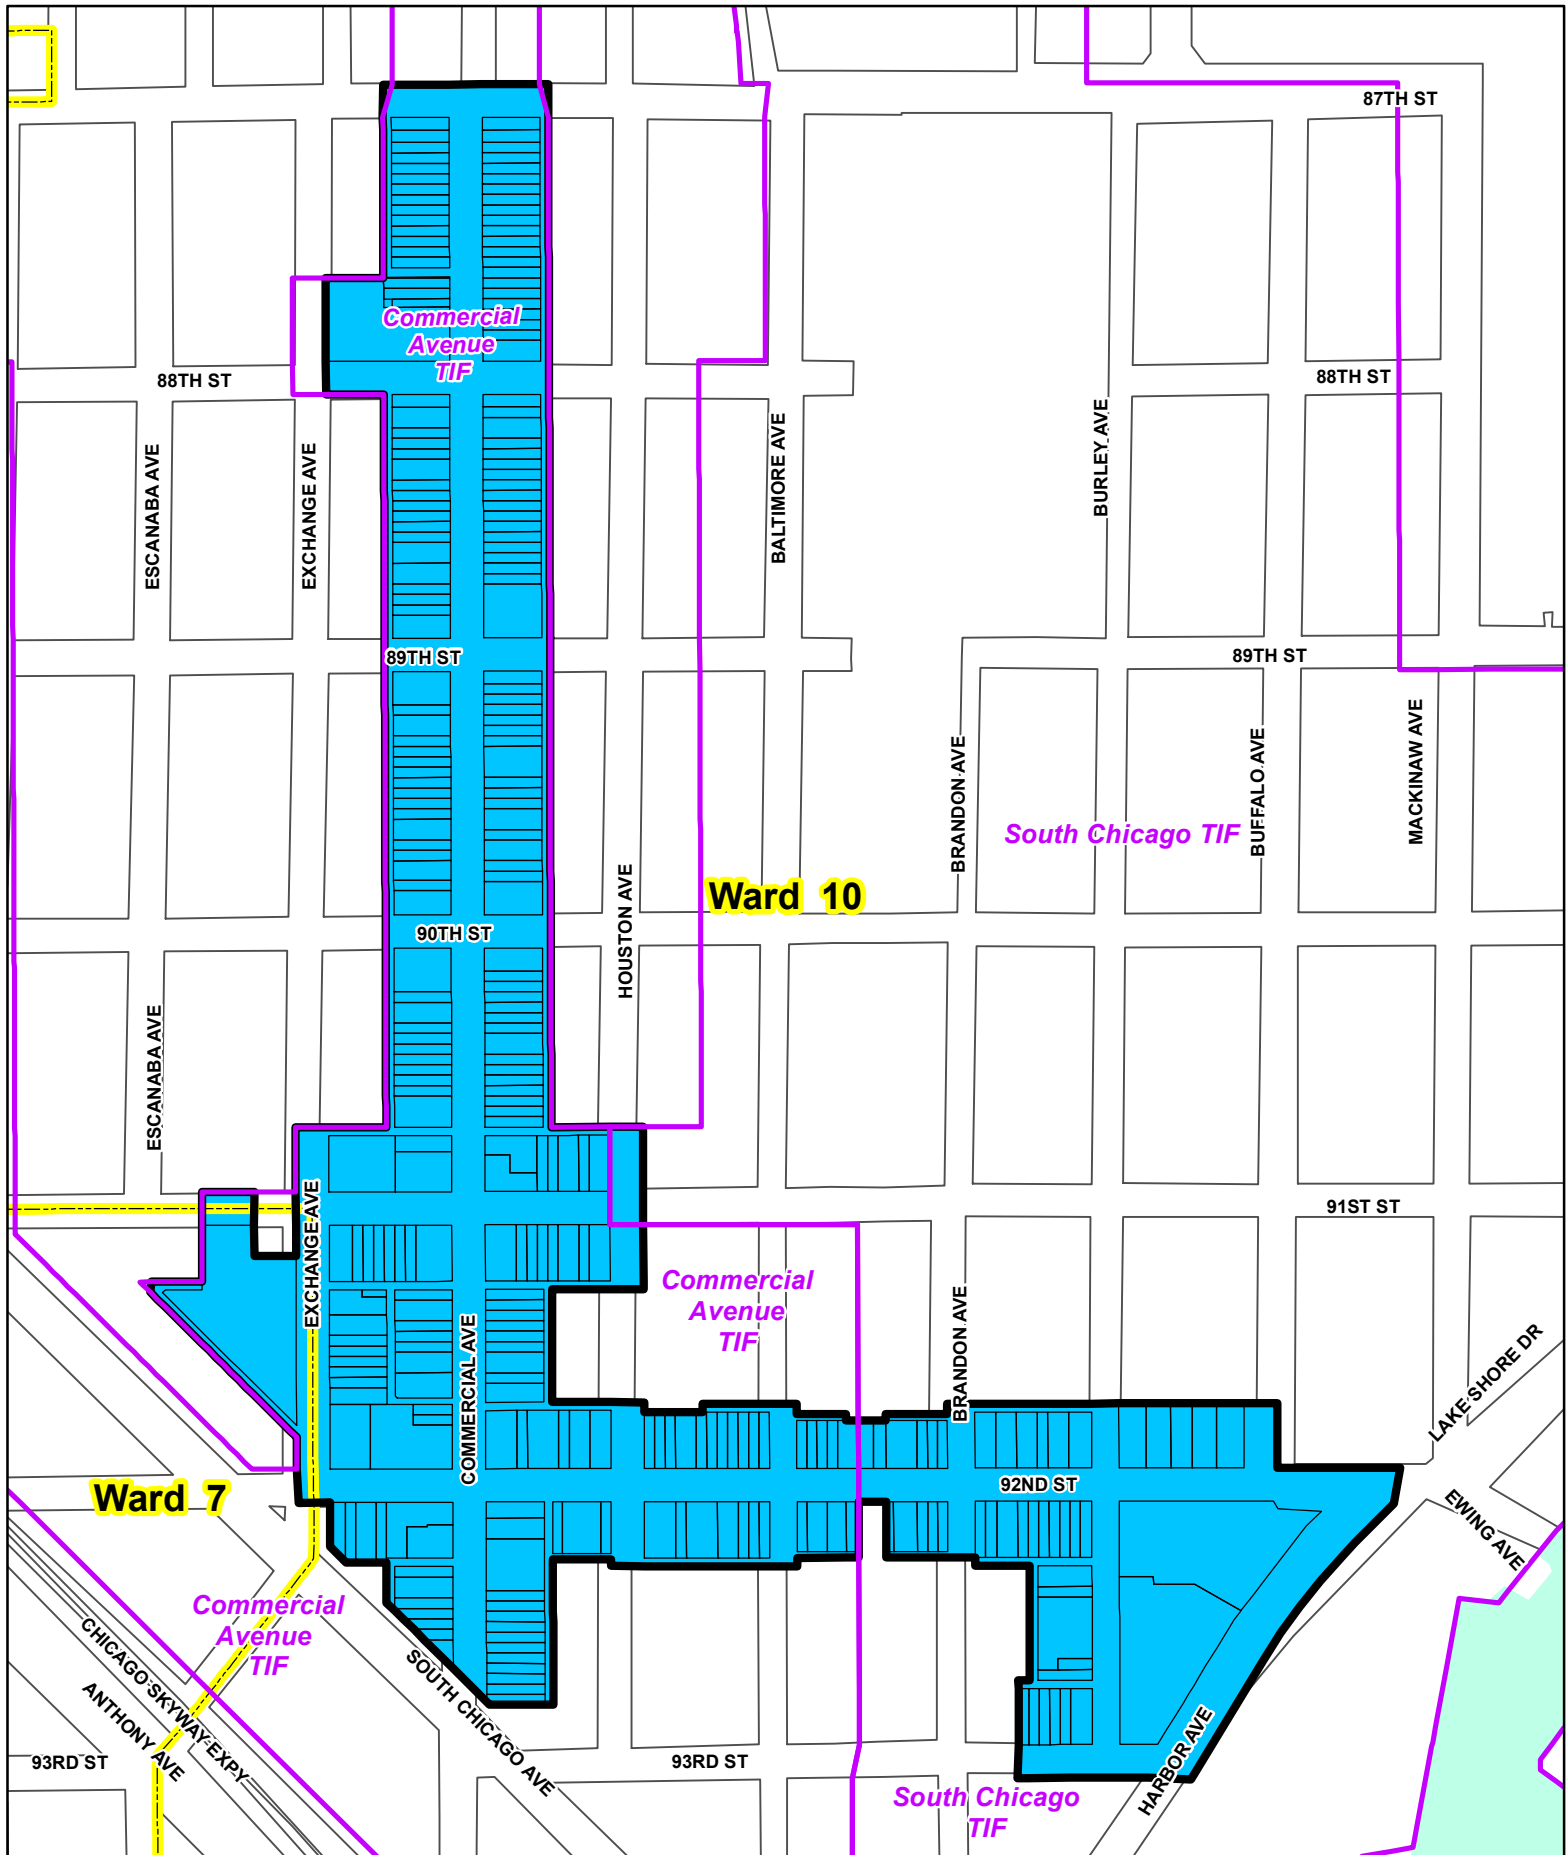 87TH ST
Commercial
Avenue
TIF
88TH ST
88TH ST
ESCANABA AVE
EXCHANGE AVE
BALTIMORE AVE
BURLEY AVE
89TH ST
89TH ST
BRANDON AVE
BUFFALO AVE
MACKINAW AVE
South Chicago TIF
HOUSTON AVE
Ward 10
90TH ST
ESCANABA AVE
EXCHANGE AVE
91ST ST
Commercial
Avenue
TIF
COMMERCIAL AVE
BRANDON AVE
LAKE SHORE DR
92ND ST
Ward 7
EWING AVE
Commercial
Avenue
TIF
CHICAGO SKYWAY EXPY
ANTHONY AVE
SOUTH CHICAGO AVE
93RD ST
93RD ST
HARBOR AVE
South Chicago
TIF